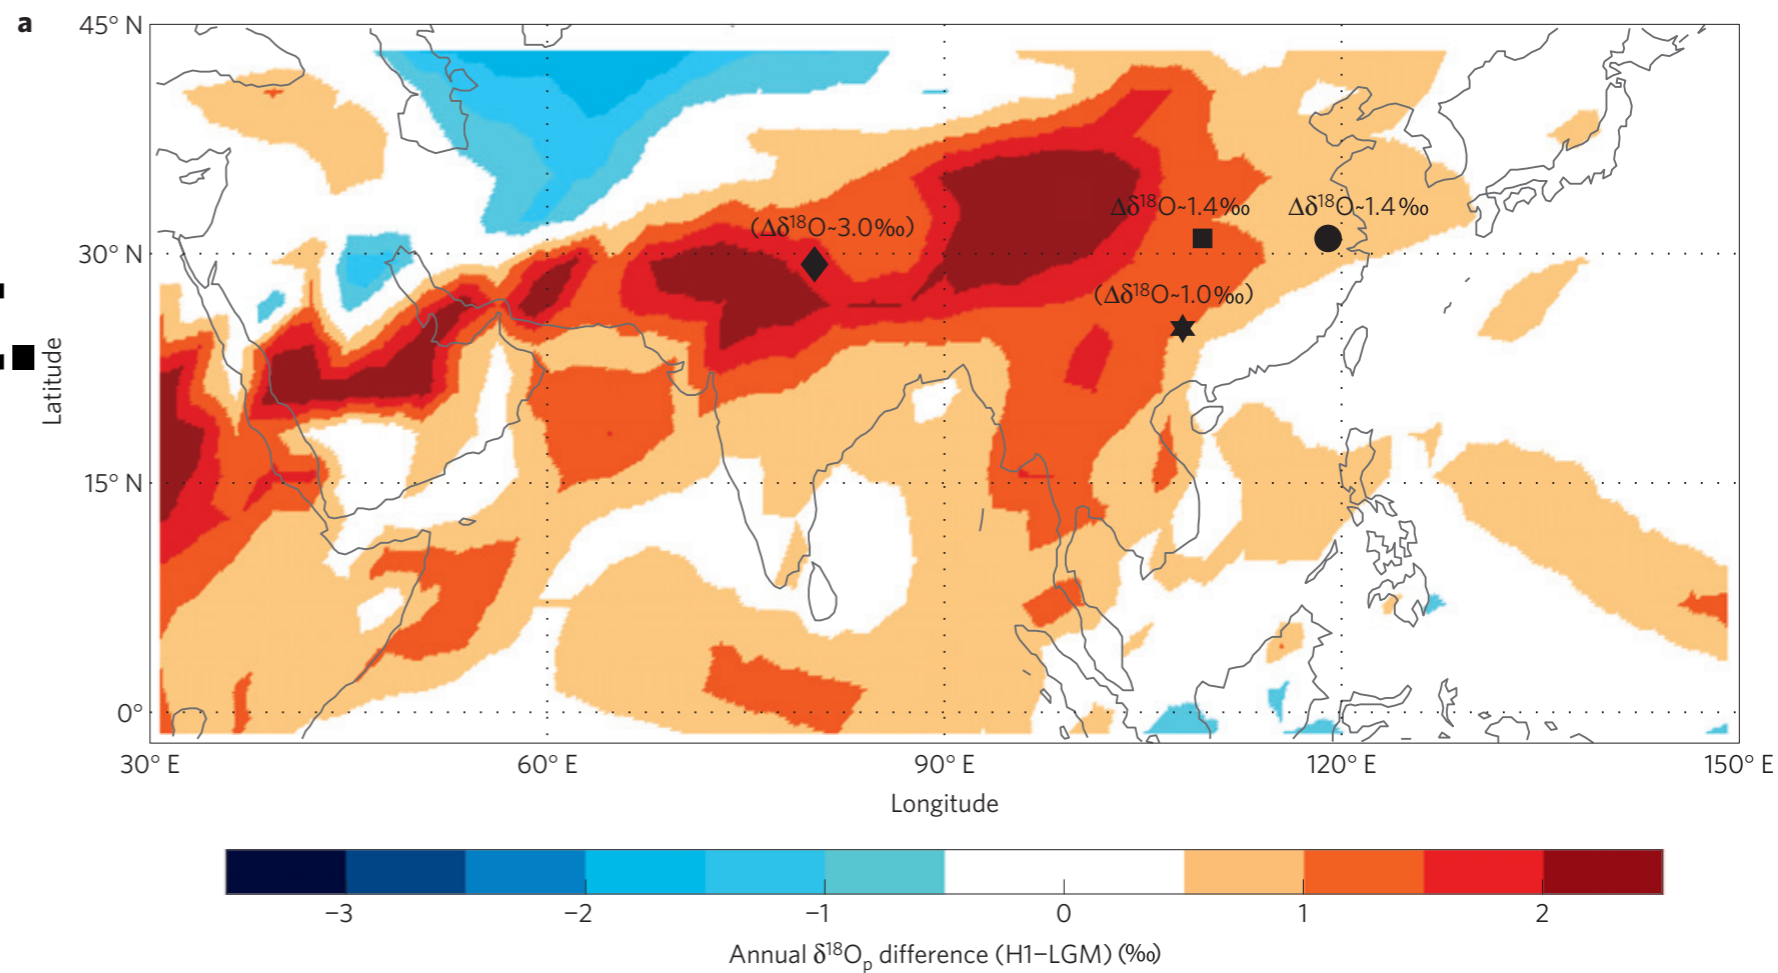 a
45° N
(Δδ¹⁸O~3.0‰)
Δδ¹⁸O~1.4‰
Δδ¹⁸O~1.4‰
30° N
(Δδ¹⁸O~1.0‰)
Latitude
15° N
0°
30° E
60° E
90° E
120° E
150° E
Longitude
−3
−2
−1
0
1
2
Annual δ¹⁸Oₚ difference (H1−LGM) (‰)